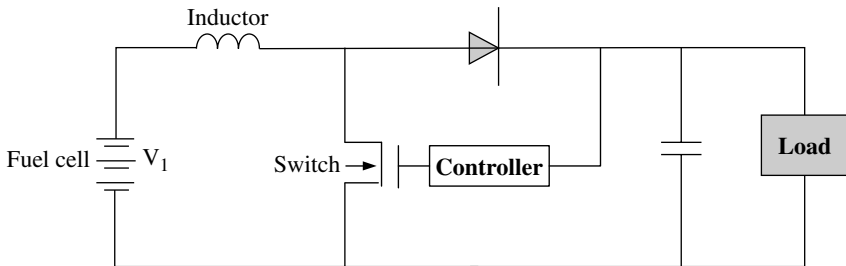 Inductor
Fuel cell
V₁
Switch
Controller
Load